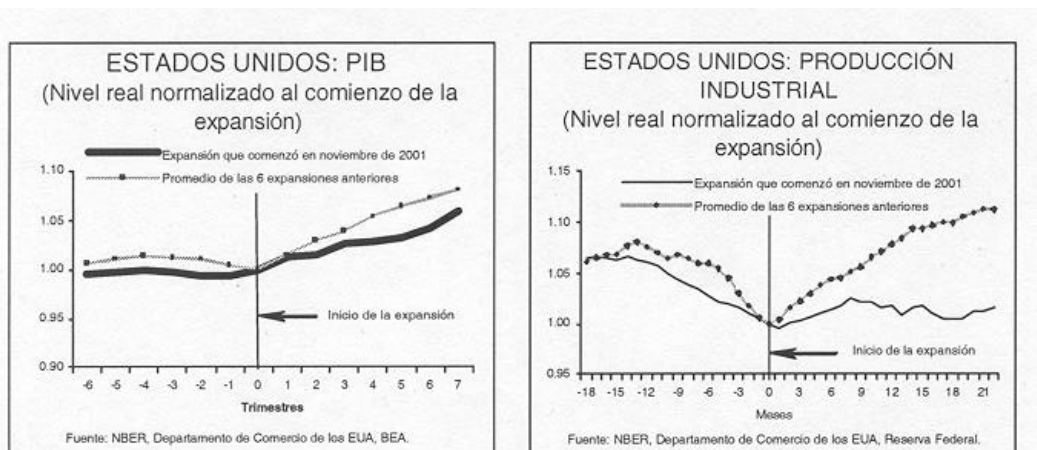 ESTADOS UNIDOS: PIB
(Nivel real normalizado al comienzo de la
expansión)
Expansión que comenzó en noviembre de 2001
Promedio de las 6 expansiones anteriores
1.10
1.05
1.00
0.95
0.90
Inicio de la expansión
-6 -5 -4 -3 -2 -1 0 1 2 3 4 5 6 7
Trimestres
Fuente: NBER, Departamento de Comercio de los EUA, BEA.
ESTADOS UNIDOS: PRODUCCIÓN
INDUSTRIAL
(Nivel real normalizado al comienzo de la
expansión)
1.15
Expansión que comenzó en noviembre de 2001
Promedio de las 6 expansiones anteriores
1.10
1.05
1.00
0.95
Inicio de la expansión
-18 -15 -12 -9 -6 -3 0 3 6 9 12 15 18 21
Meses
Fuente: NBER, Departamento de Comercio de los EUA, Reserva Federal.